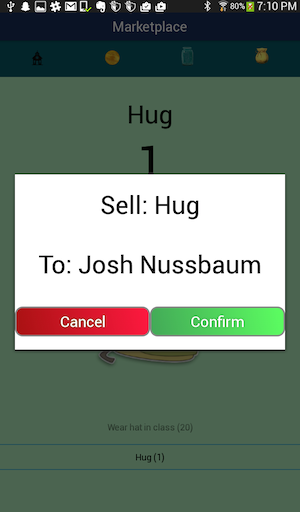 80% 7:10 PM
Marketplace
Hug
1
Sell: Hug
To: Josh Nussbaum
Cancel Confirm
Wear hat in class (20)
Hug (1)